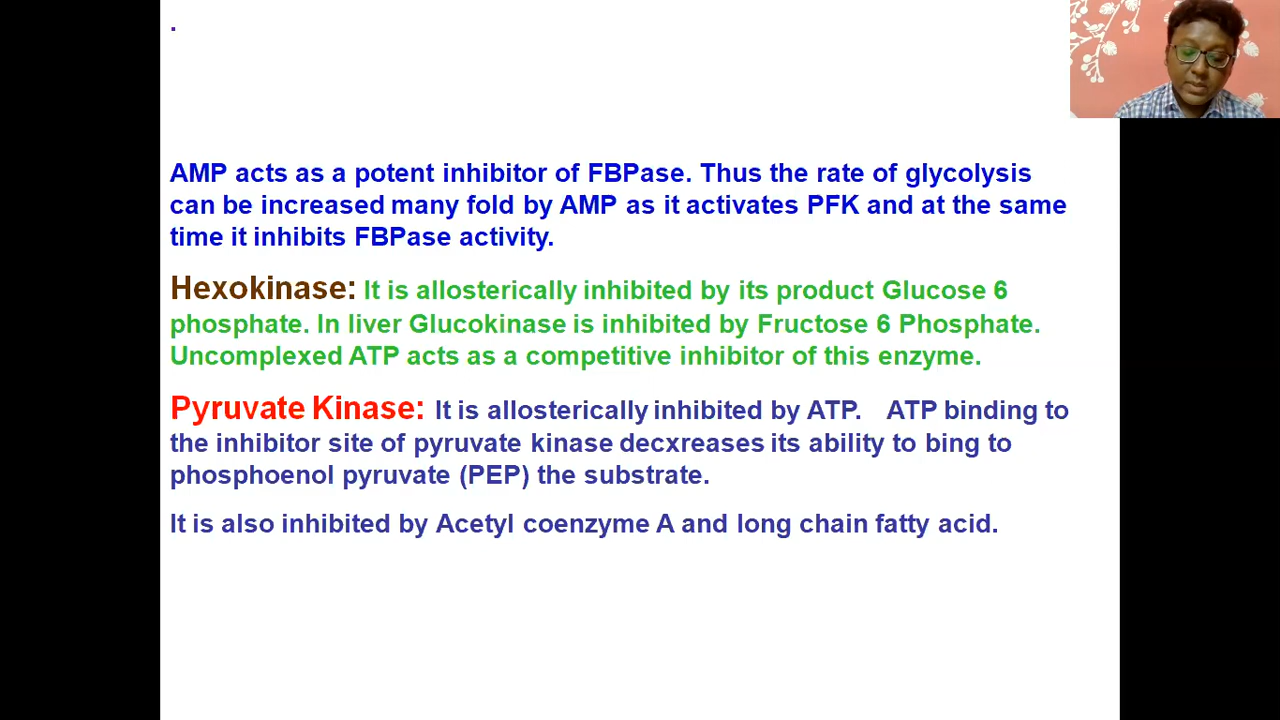 .
AMP acts as a potent inhibitor of FBPase. Thus the rate of glycolysis
can be increased many fold by AMP as it activates PFK and at the same
time it inhibits FBPase activity.
Hexokinase: It is allosterically inhibited by its product Glucose 6
phosphate. In liver Glucokinase is inhibited by Fructose 6 Phosphate.
Uncomplexed ATP acts as a competitive inhibitor of this enzyme.
Pyruvate Kinase: It is allosterically inhibited by ATP. ATP binding to
the inhibitor site of pyruvate kinase decxreases its ability to bing to
phosphoenol pyruvate (PEP) the substrate.
It is also inhibited by Acetyl coenzyme A and long chain fatty acid.